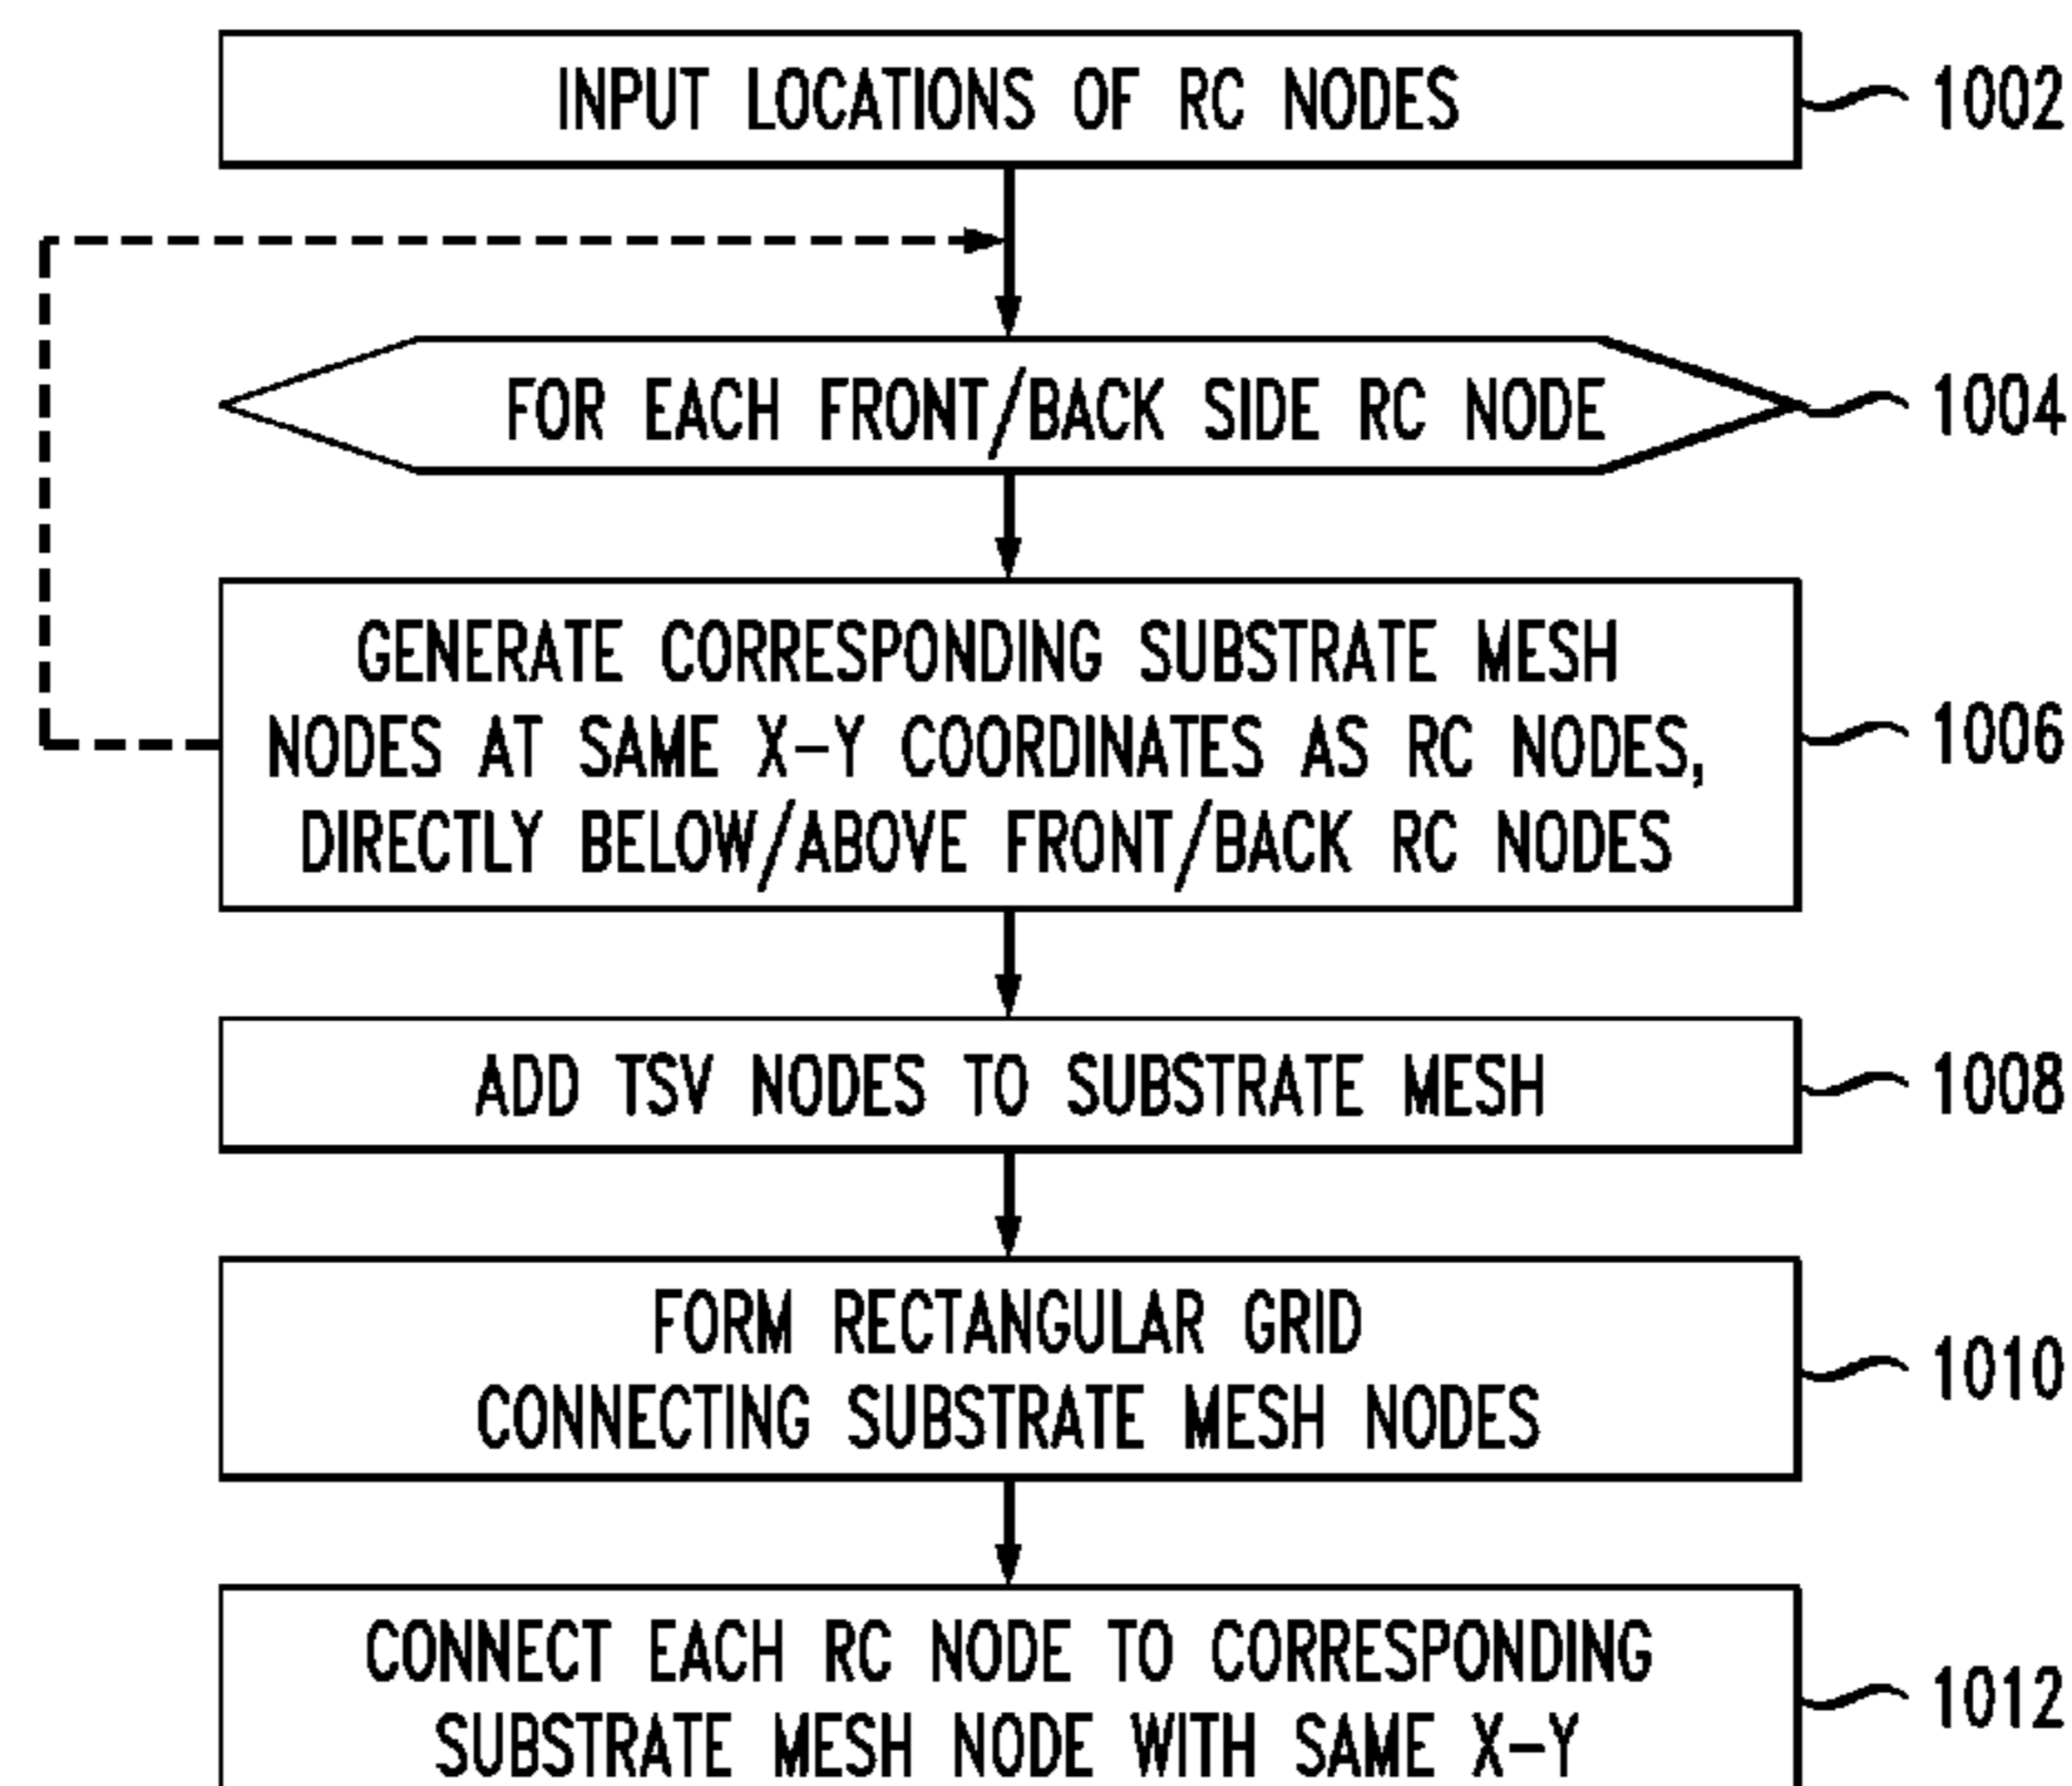 INPUT LOCATIONS OF RC NODES
1002
FOR EACH FRONT/BACK SIDE RC NODE
1004
GENERATE CORRESPONDING SUBSTRATE MESH
NODES AT SAME X-Y COORDINATES AS RC NODES,
DIRECTLY BELOW/ABOVE FRONT/BACK RC NODES
1006
ADD TSV NODES TO SUBSTRATE MESH
1008
FORM RECTANGULAR GRID
CONNECTING SUBSTRATE MESH NODES
1010
CONNECT EACH RC NODE TO CORRESPONDING
SUBSTRATE MESH NODE WITH SAME X-Y
1012